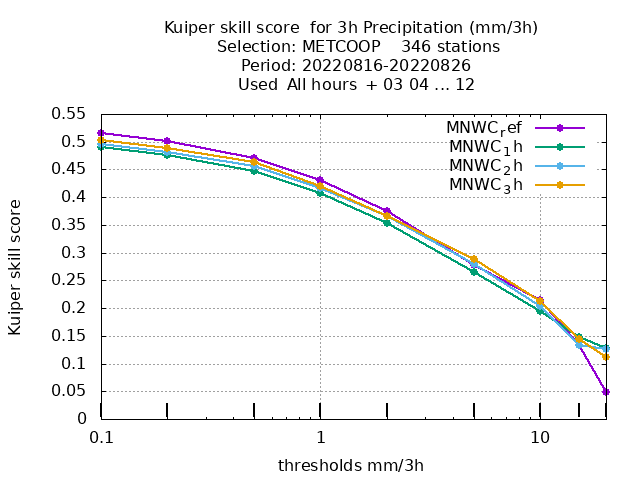 Kuiper skill score  for 3h Precipitation (mm/3h)
Selection: METCOOP    346 stations
Period: 20220816-20220826
Used  All hours  + 03 04 ... 12
0.55
0.5
0.45
0.4
0.35
0.3
0.25
0.2
0.15
0.1
0.05
0
Kuiper skill score
MNWC_ref
MNWC_1h
MNWC_2h
MNWC_3h
0.1
1
10
thresholds mm/3h